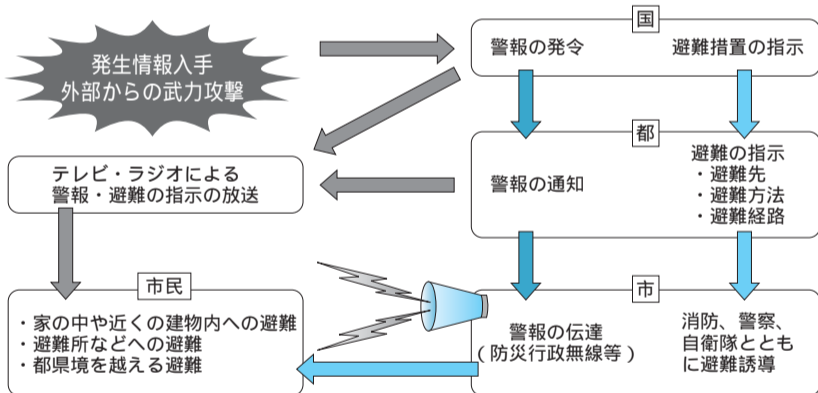 発生情報入手
外部からの武力攻撃
国
警報の発令
避難措置の指示
都
警報の通知
避難の指示
・避難先
・避難方法
・避難経路
テレビ・ラジオによる
警報・避難の指示の放送
市民
・家の中や近くの建物内への避難
・避難所などへの避難
・都県境を越える避難
市
警報の伝達
（防災行政無線等）
消防、警察、
自衛隊ととも
に避難誘導